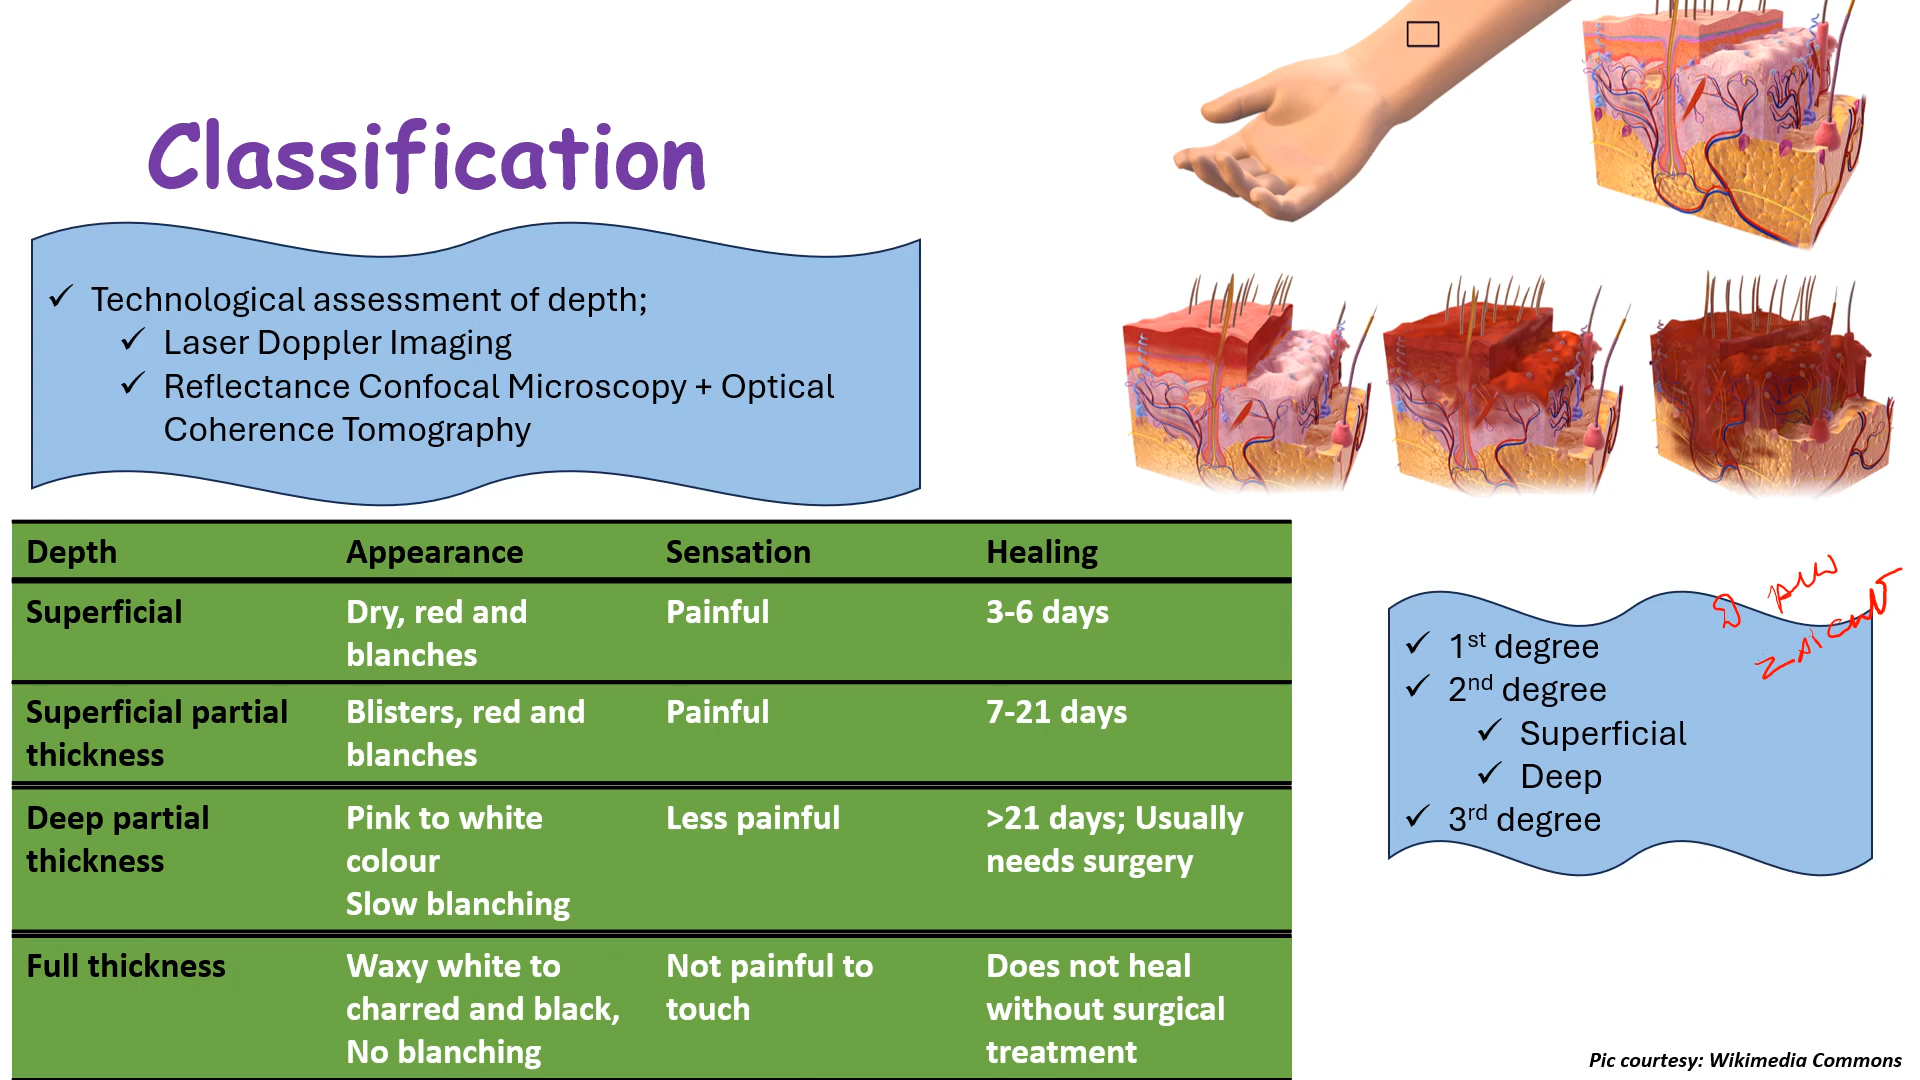 Classification
✓ Technological assessment of depth;
✓ Laser Doppler Imaging
✓ Reflectance Confocal Microscopy + Optical
Coherence Tomography
Depth Appearance Sensation Healing
Superficial Dry, red and blanches Painful 3-6 days
Superficial partial thickness Blisters, red and blanches Painful 7-21 days
Deep partial thickness Pink to white colour Slow blanching Less painful >21 days; Usually needs surgery
Full thickness Waxy white to charred and black, No blanching Not painful to touch Does not heal without surgical treatment
✓ 1st degree
✓ 2nd degree
✓ Superficial
✓ Deep
✓ 3rd degree
Pic courtesy: Wikimedia Commons